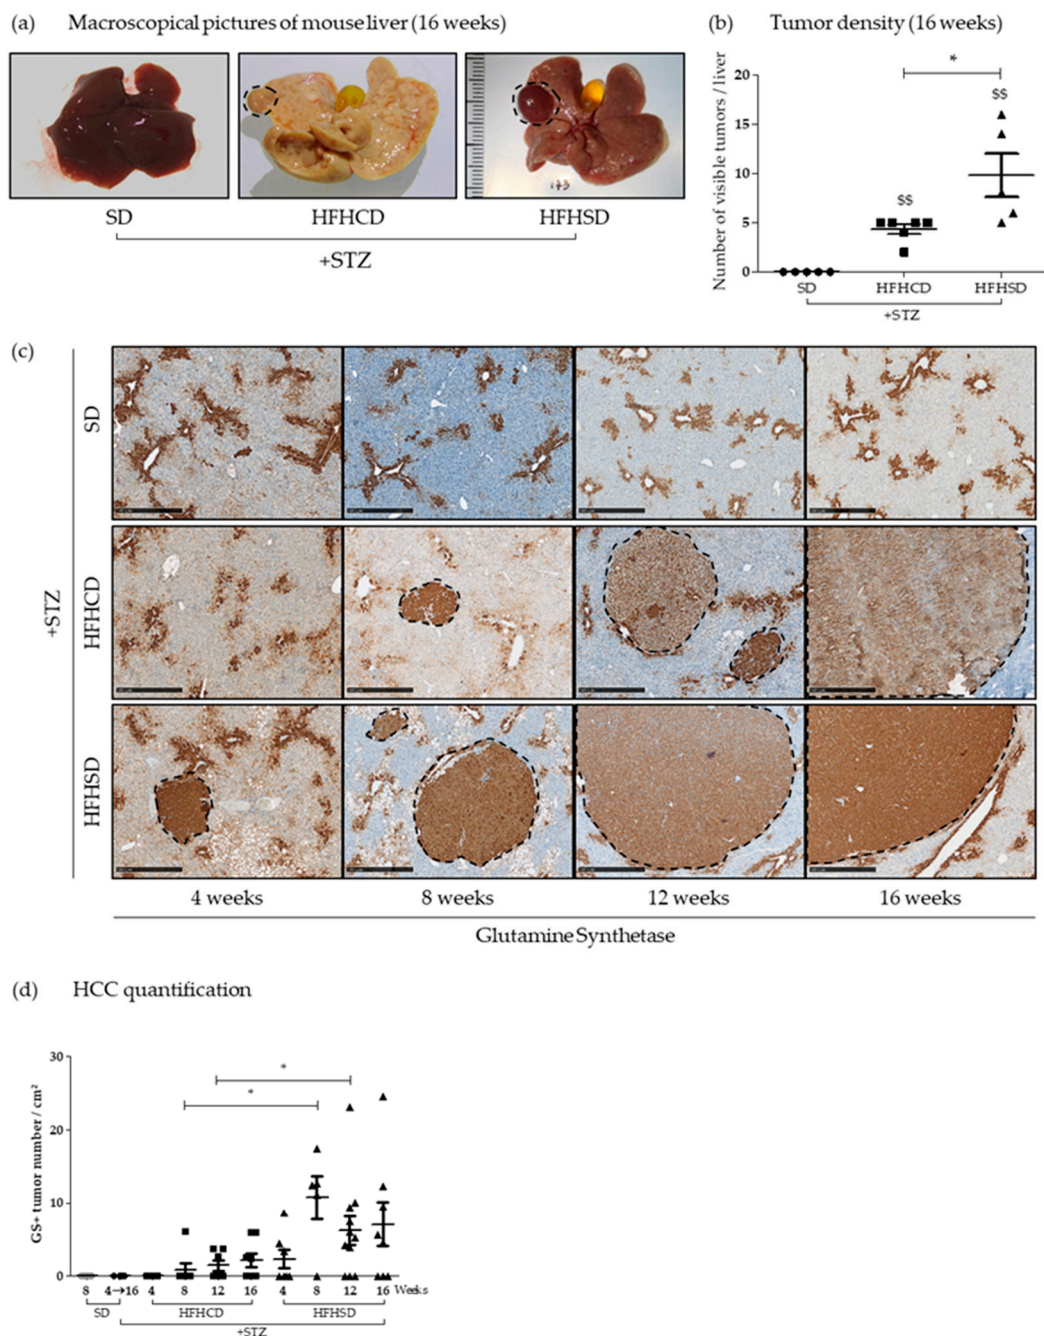 (a) Macroscopical pictures of mouse liver (16 weeks)
SD HFHCD HFHSD
+STZ
(b) Tumor density (16 weeks)
*
$$
$$
Number of visible tumors / liver
20
15
10
5
0
SD HFHCD HFHSD
+STZ
(c)
+STZ
SD
HFHCD
HFHSD
4 weeks 8 weeks 12 weeks 16 weeks
Glutamine Synthetase
(d) HCC quantification
GS+ tumor number / cm²
30
20
10
0
*
*
8 4→16 4 8 12 16 4 8 12 16 Weeks
SD HFHCD HFHSD
+STZ